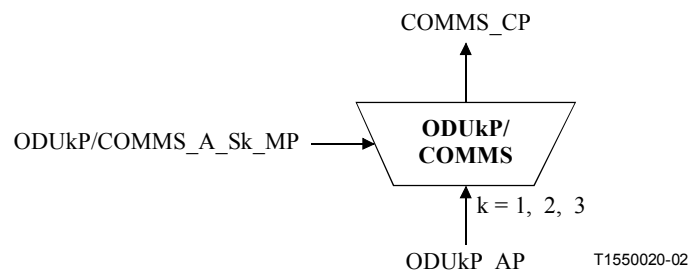 COMMS_CP
ODUkP/COMMS_A_Sk_MP
ODUkP/
COMMS
k = 1, 2, 3
ODUkP_AP
T1550020-02